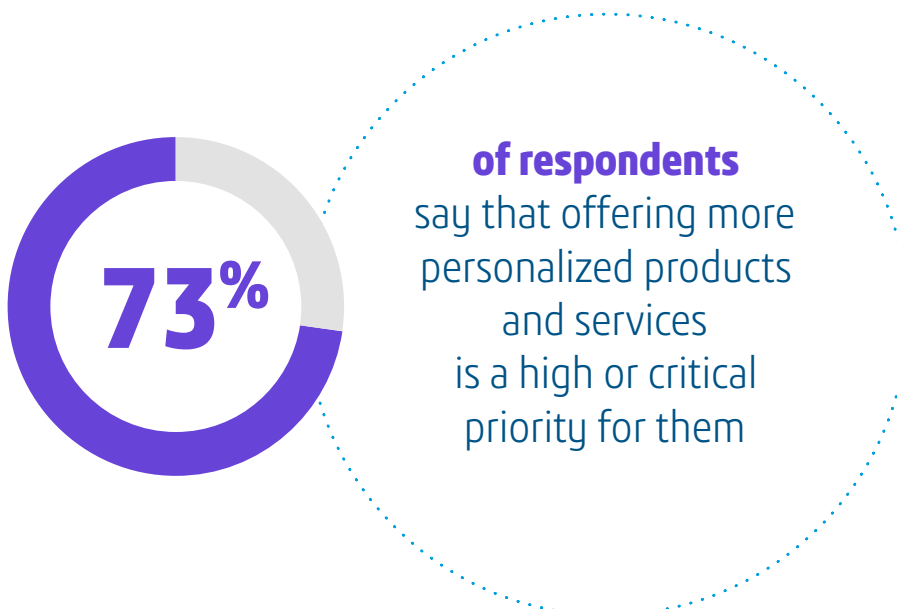 73%
of respondents
say that offering more
personalized products
and services
is a high or critical
priority for them